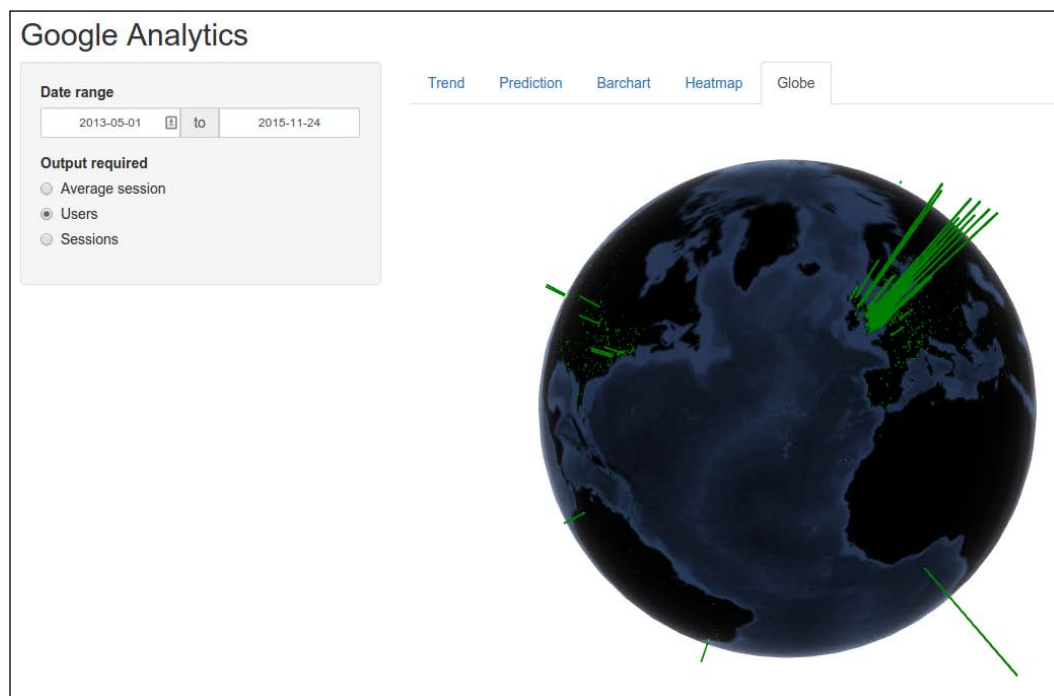 Google Analytics
Trend Prediction Barchart Heatmap Globe
Date range
2013-05-01 to 2015-11-24
Output required
Average session
Users
Sessions